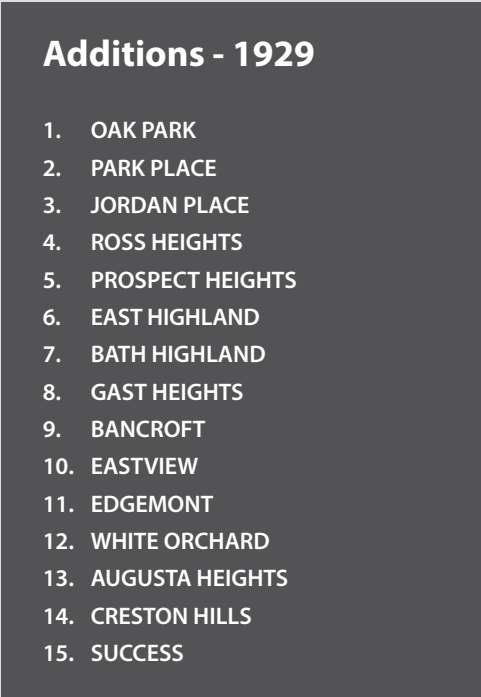 Additions - 1929
1. OAK PARK
2. PARK PLACE
3. JORDAN PLACE
4. ROSS HEIGHTS
5. PROSPECT HEIGHTS
6. EAST HIGHLAND
7. BATH HIGHLAND
8. GAST HEIGHTS
9. BANCROFT
10. EASTVIEW
11. EDGEMONT
12. WHITE ORCHARD
13. AUGUSTA HEIGHTS
14. CRESTON HILLS
15. SUCCESS